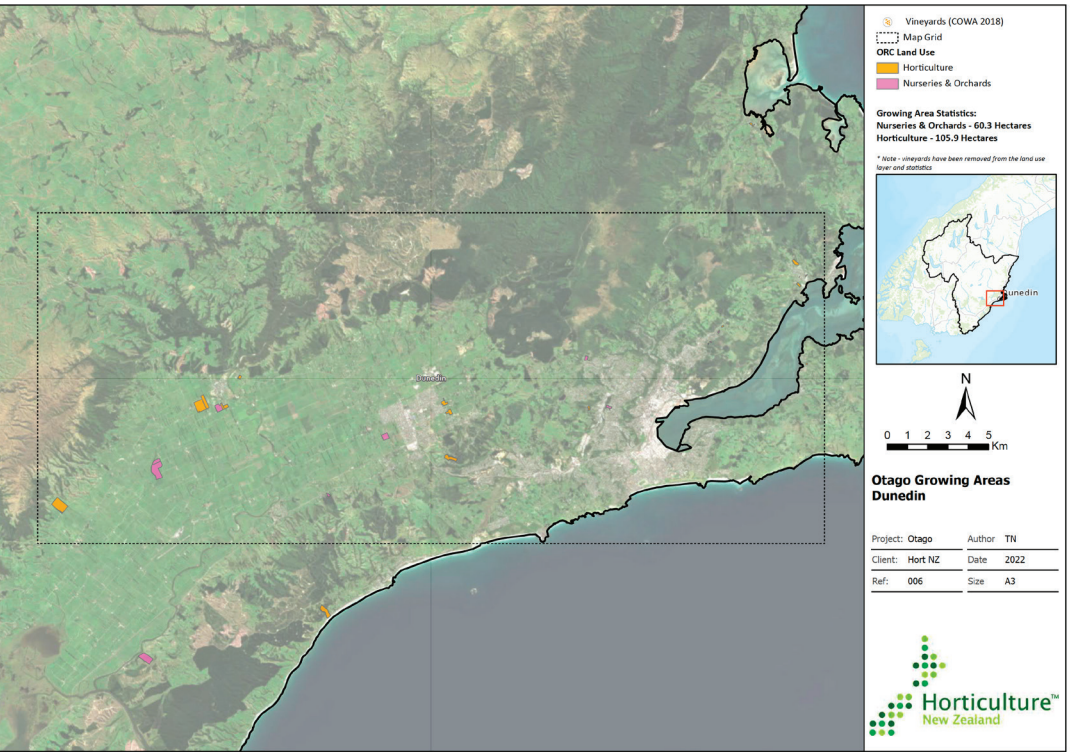 Vineyards (COWA 2018)
Map Grid
ORC Land Use
Horticulture
Nurseries & Orchards
Growing Area Statistics:
Nurseries & Orchards - 60.3 Hectares
Horticulture - 105.9 Hectares
* Note - vineyards have been removed from the land use
layer and statistics
unedin
Dunedin
N
0 1 2 3 4 5
Km
Otago Growing Areas
Dunedin
Project: Otago Author TN
Client: Hort NZ Date 2022
Ref: 006 Size A3
Horticulture™
New Zealand